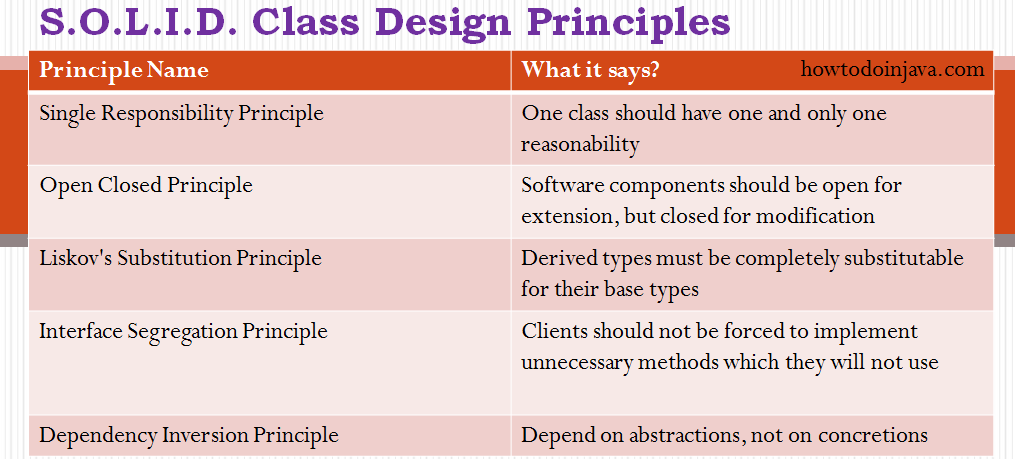 S.O.L.I.D. Class Design Principles
Principle Name What it says? howtodoinjava.com
Single Responsibility Principle One class should have one and only one
reasonability
Open Closed Principle Software components should be open for
extension, but closed for modification
Liskov's Substitution Principle Derived types must be completely substitutable
for their base types
Interface Segregation Principle Clients should not be forced to implement
unnecessary methods which they will not use
Dependency Inversion Principle Depend on abstractions, not on concretions